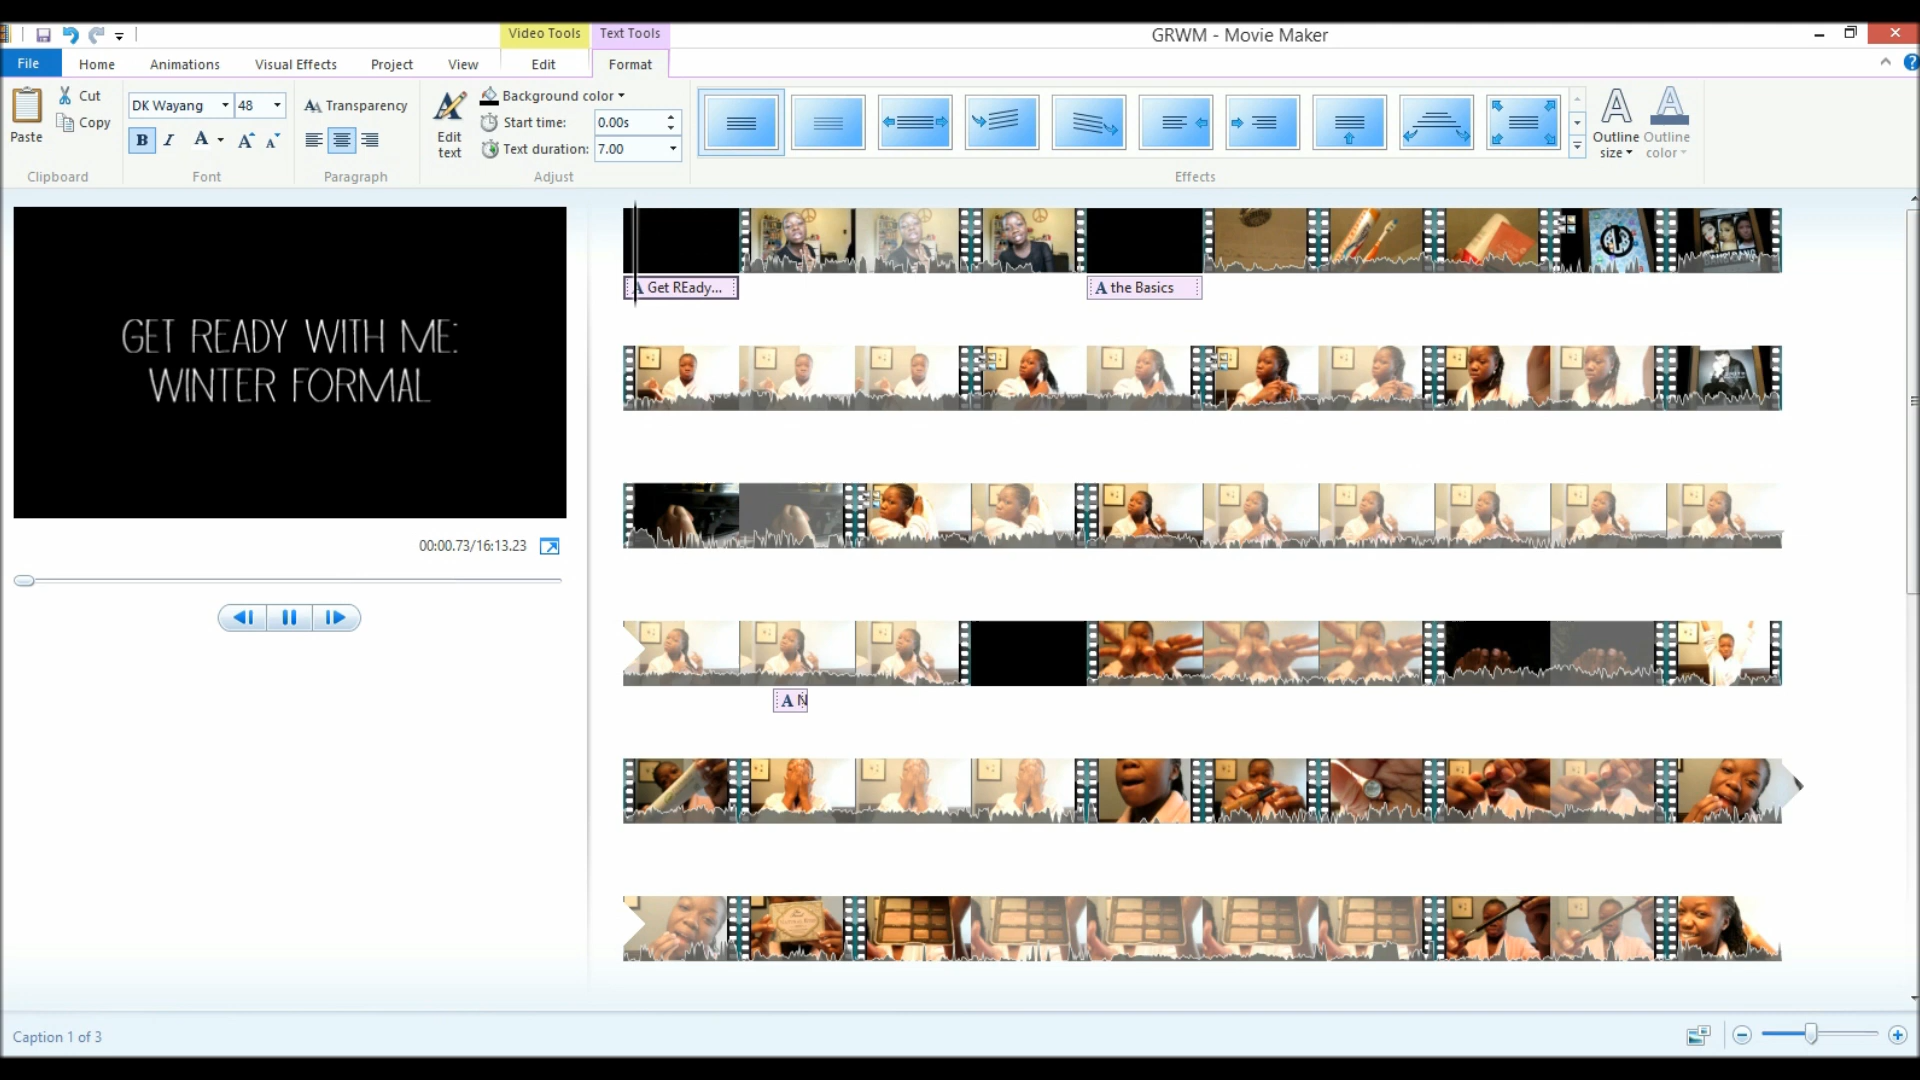 Video Tools
Text Tools
GRWM - Movie Maker
File
Home
Animations
Visual Effects
Project
View
Edit
Format
Paste
Cut
Copy
Clipboard
DK Wayang
48
B I A A A
Font
Transparency
Paragraph
Edit text
Background color
Start time: 0.00s
Text duration: 7.00
Adjust
Effects
Outline size
Outline color
GET READY WITH ME:
WINTER FORMAL
00:00.73/16:13.23
A Get REady...
A the Basics
A N
Caption 1 of 3